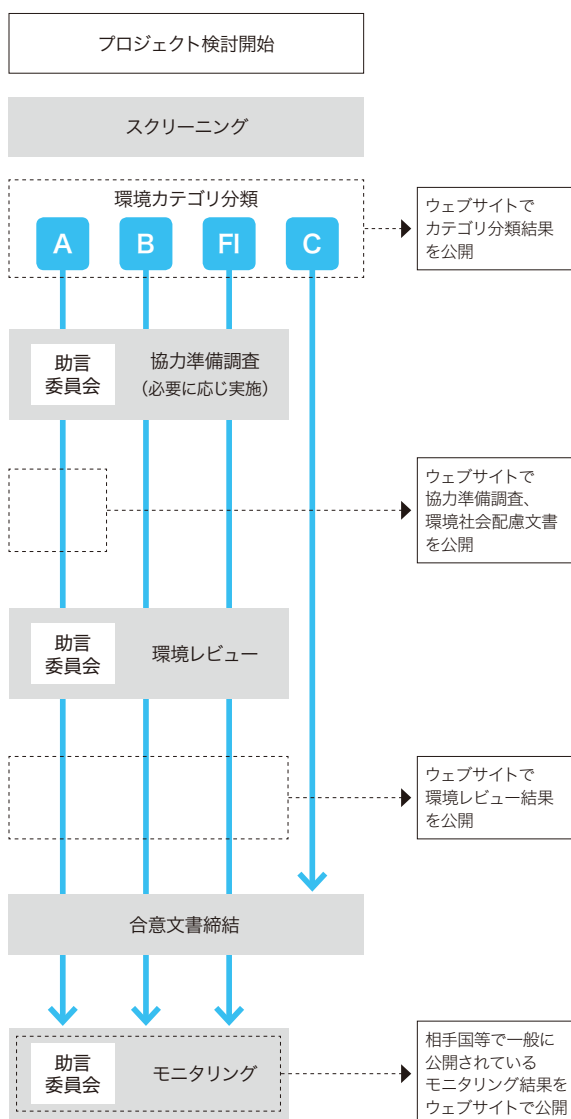 プロジェクト検討開始
スクリーニング
環境カテゴリ分類
A
B
FI
C
ウェブサイトで
カテゴリ分類結果
を公開
助言
委員会
協力準備調査
（必要に応じ実施）
ウェブサイトで
協力準備調査、
環境社会配慮文書
を公開
助言
委員会
環境レビュー
ウェブサイトで
環境レビュー結果
を公開
合意文書締結
助言
委員会
モニタリング
相手国等で一般に
公開されている
モニタリング結果を
ウェブサイトで公開